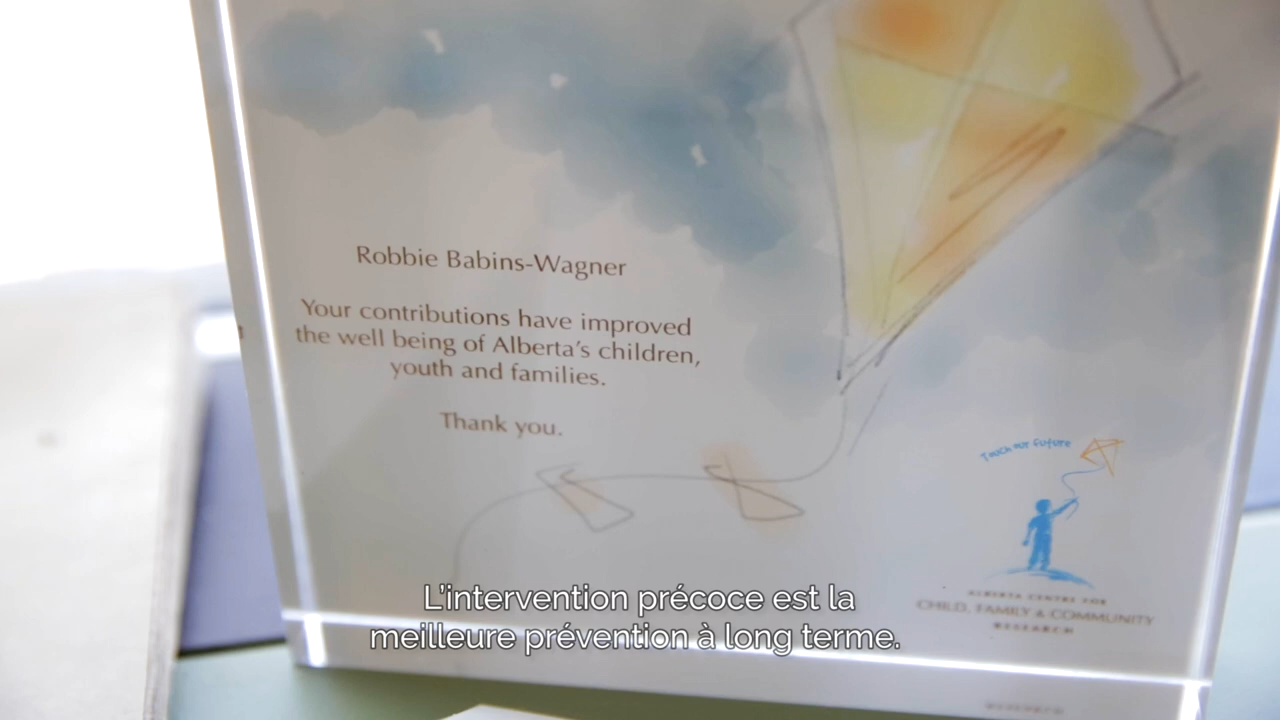 Robbie Babins-Wagner
Your contributions have improved
the well being of Alberta's children,
youth and families.
Thank you.
Touch our future
ALBERTA CENTRE FOR
CHILD, FAMILY & COMMUNITY
RESEARCH
L'intervention précoce est la
meilleure prévention à long terme.